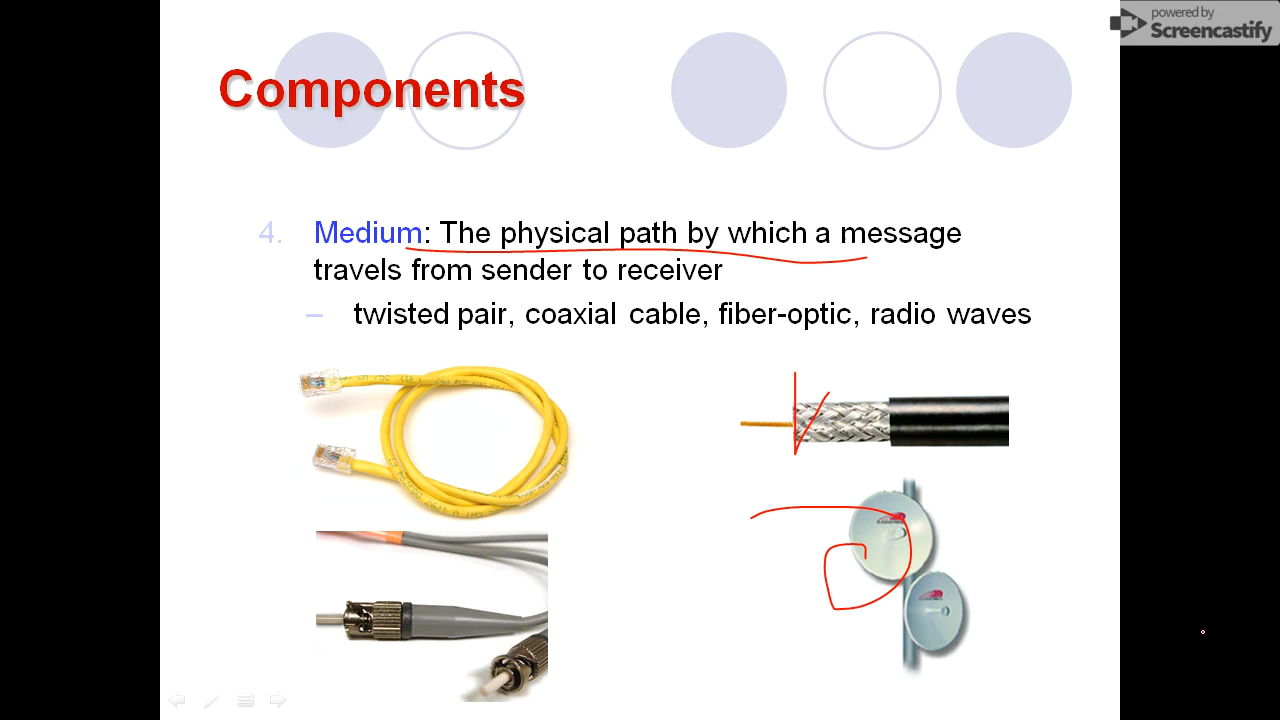 powered by
Screencastify
Components
4. Medium: The physical path by which a message
travels from sender to receiver
– twisted pair, coaxial cable, fiber-optic, radio waves